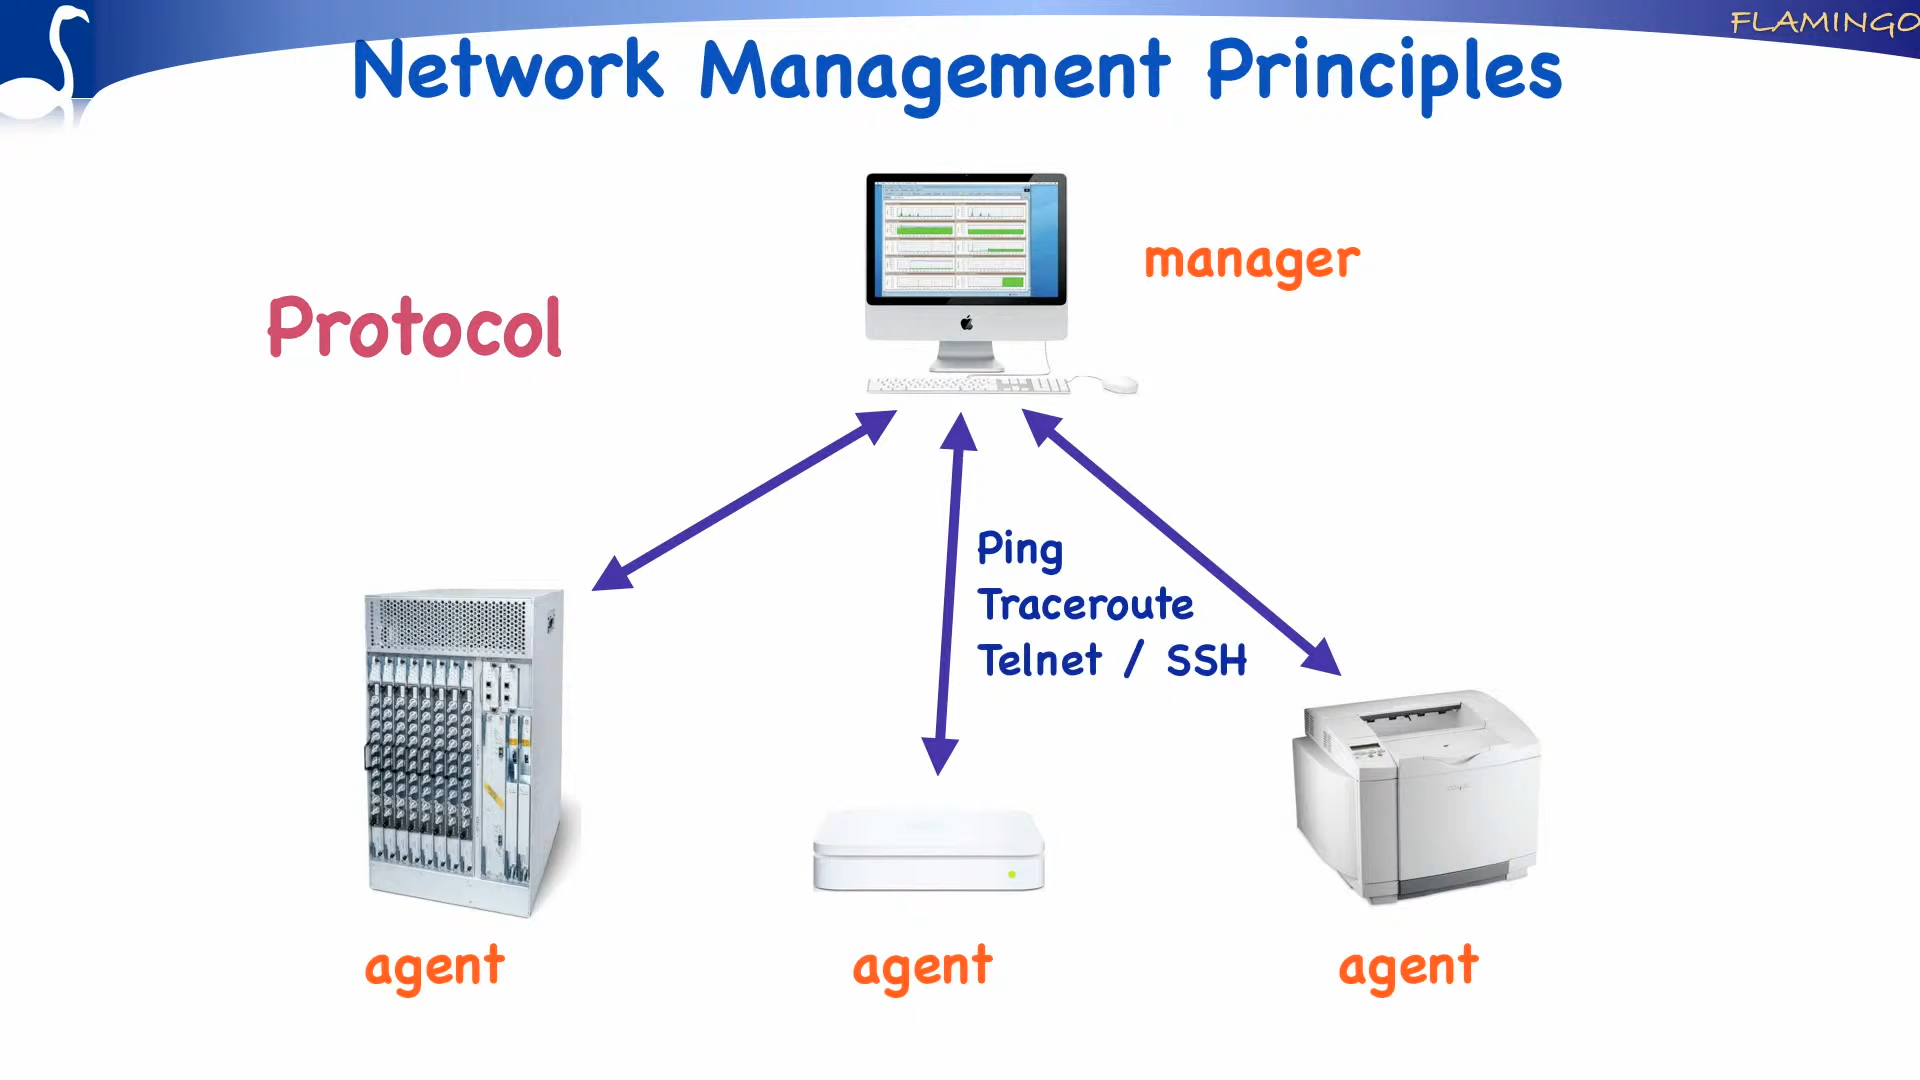 FLAMINGO
Network Management Principles
manager
Protocol
Ping
Traceroute
Telnet / SSH
agent
agent
agent